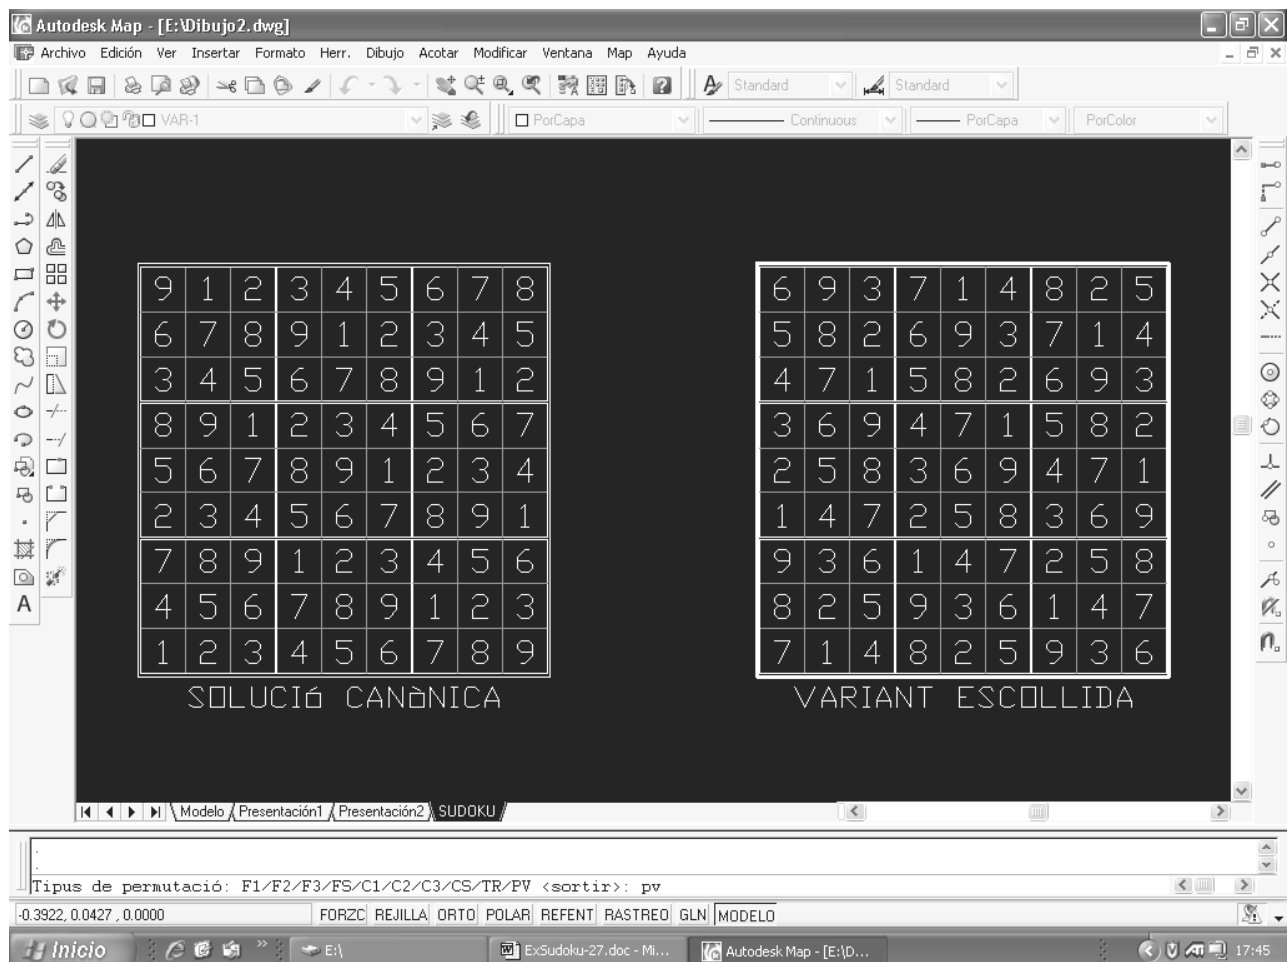 Autodesk Map - [E:\Dibujo2.dwg]
Archivo Edición Ver Insertar Formato Herr. Dibujo Acotar Modificar Ventana Map Ayuda
Standard Standard
VAR-1 PorCapa Continuous PorCapa PorColor
9 1 2 3 4 5 6 7 8
6 7 8 9 1 2 3 4 5
3 4 5 6 7 8 9 1 2
8 9 1 2 3 4 5 6 7
5 6 7 8 9 1 2 3 4
2 3 4 5 6 7 8 9 1
7 8 9 1 2 3 4 5 6
4 5 6 7 8 9 1 2 3
1 2 3 4 5 6 7 8 9
SOLUCIó CANòNICA
6 9 3 7 1 4 8 2 5
5 8 2 6 9 3 7 1 4
4 7 1 5 8 2 6 9 3
3 6 9 4 7 1 5 8 2
2 5 8 3 6 9 4 7 1
1 4 7 2 5 8 3 6 9
9 3 6 1 4 7 2 5 8
8 2 5 9 3 6 1 4 7
7 1 4 8 2 5 9 3 6
VARIANT ESCOLLIDA
Modelo Presentación1 Presentación2 SUDOKU
Tipus de permutació: F1/F2/F3/FS/C1/C2/C3/CS/TR/PV <sortir>: pv
-0.3922, 0.0427 , 0.0000 FORZC REJILLA ORTO POLAR REFENT RASTREO GLN MODELO
Inicio » E:\ ExSudoku-27.doc - Mi... Autodesk Map - [E:\D... 17:45